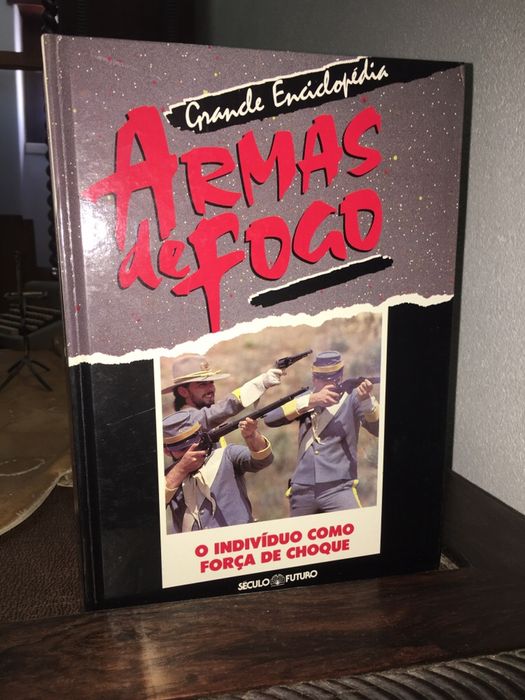 Grande Enciclopédia
ARMAS
de FOGO
O INDIVÍDUO COMO
FORÇA DE CHOQUE
SÉCULO FUTURO